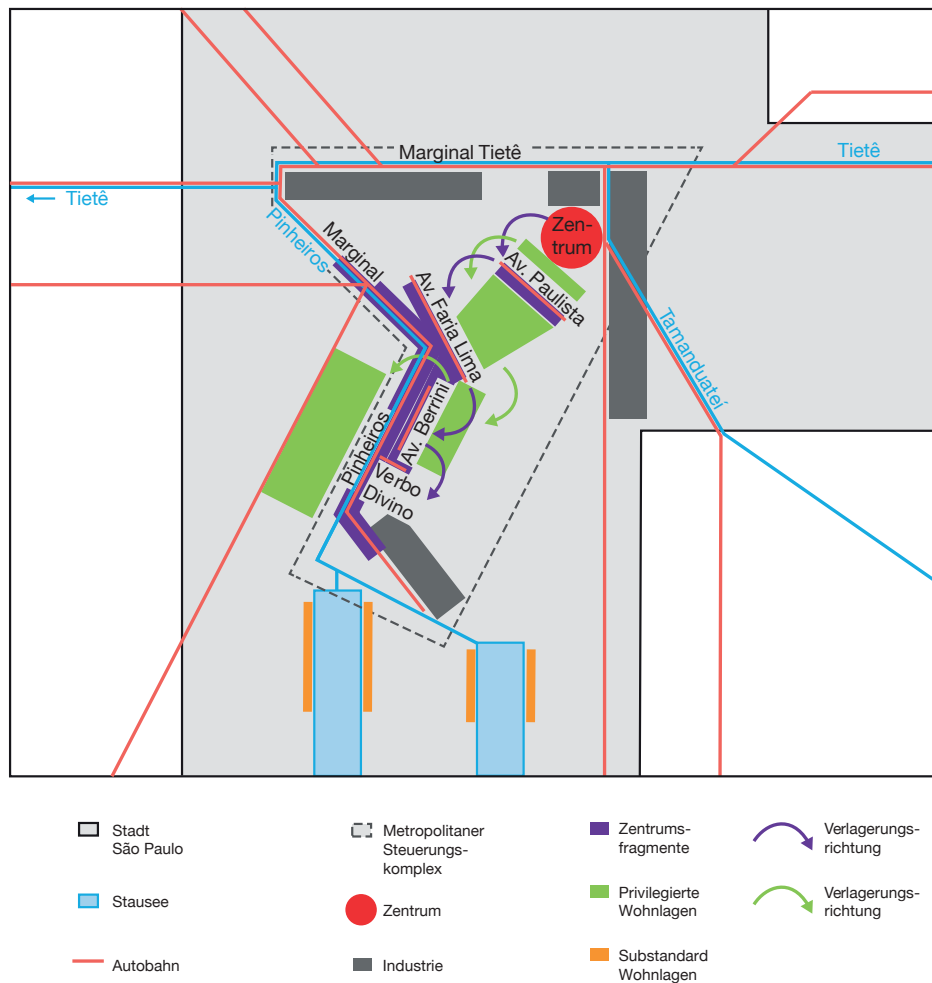 Marginal Tietê
Tietê
← Tietê
Pinheiros
Marginal
Zen-
trum
Av. Paulista
Av. Faria Lima
Tamanduateí
Av. Berrini
Pinheiros
Verbo
Divino
Stadt
São Paulo
Stausee
Autobahn
Metropolitaner
Steuerungs-
komplex
Zentrum
Industrie
Zentrums-
fragmente
Privilegierte
Wohnlagen
Substandard
Wohnlagen
Verlagerungs-
richtung
Verlagerungs-
richtung